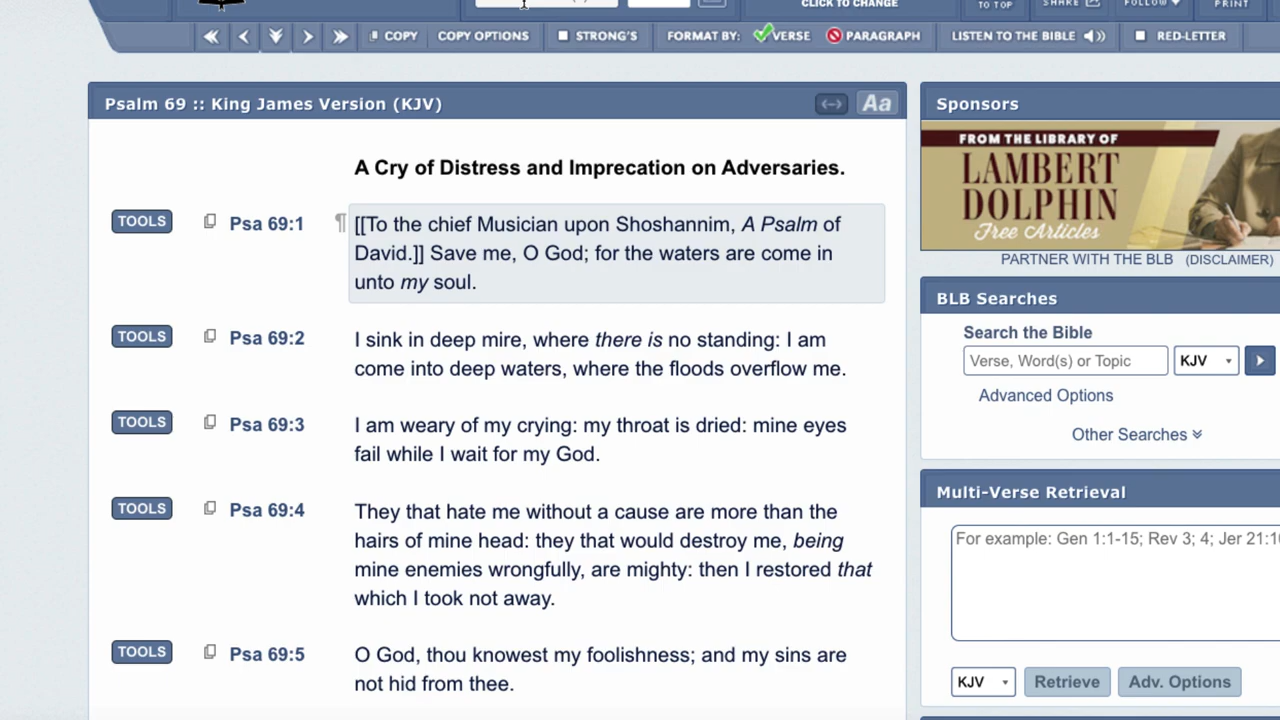 CLICK TO CHANGE
TO TOP
SHARE
FOLLOW
PRINT
COPY
COPY OPTIONS
STRONG'S
FORMAT BY:
VERSE
PARAGRAPH
LISTEN TO THE BIBLE
RED-LETTER
Psalm 69 :: King James Version (KJV)
Aa
A Cry of Distress and Imprecation on Adversaries.
TOOLS
Psa 69:1
¶
[[To the chief Musician upon Shoshannim, A Psalm of
David.]] Save me, O God; for the waters are come in
unto my soul.
TOOLS
Psa 69:2
I sink in deep mire, where there is no standing: I am
come into deep waters, where the floods overflow me.
TOOLS
Psa 69:3
I am weary of my crying: my throat is dried: mine eyes
fail while I wait for my God.
TOOLS
Psa 69:4
They that hate me without a cause are more than the
hairs of mine head: they that would destroy me, being
mine enemies wrongfully, are mighty: then I restored that
which I took not away.
TOOLS
Psa 69:5
O God, thou knowest my foolishness; and my sins are
not hid from thee.
Sponsors
FROM THE LIBRARY OF
LAMBERT
DOLPHIN
Free Articles
PARTNER WITH THE BLB (DISCLAIMER)
BLB Searches
Search the Bible
Verse, Word(s) or Topic
KJV
Advanced Options
Other Searches
Multi-Verse Retrieval
For example: Gen 1:1-15; Rev 3; 4; Jer 21:1
KJV
Retrieve
Adv. Options